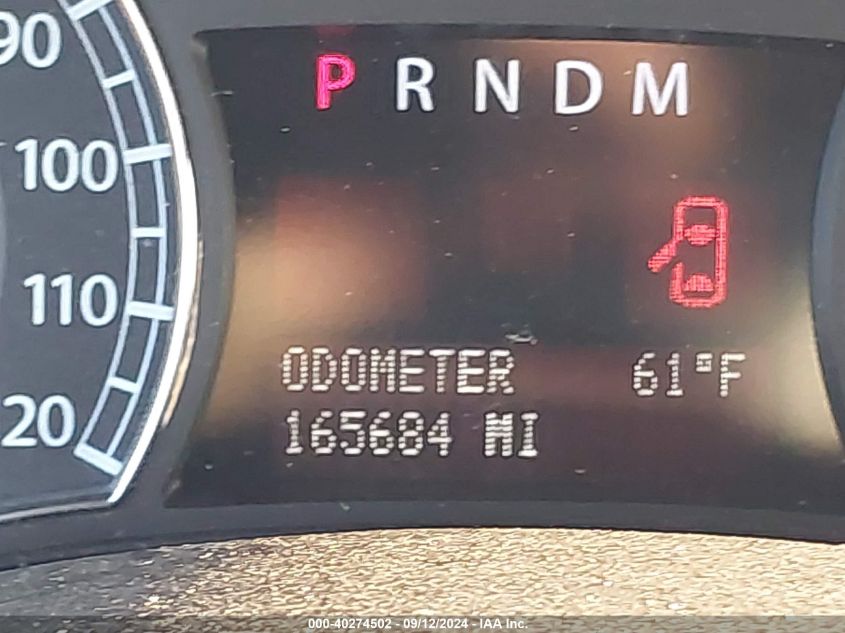 P R N D M
90
100
110
20
ODOMETER 61°F
165684 MI
000-40274502 - 09/12/2024 - IAA Inc.